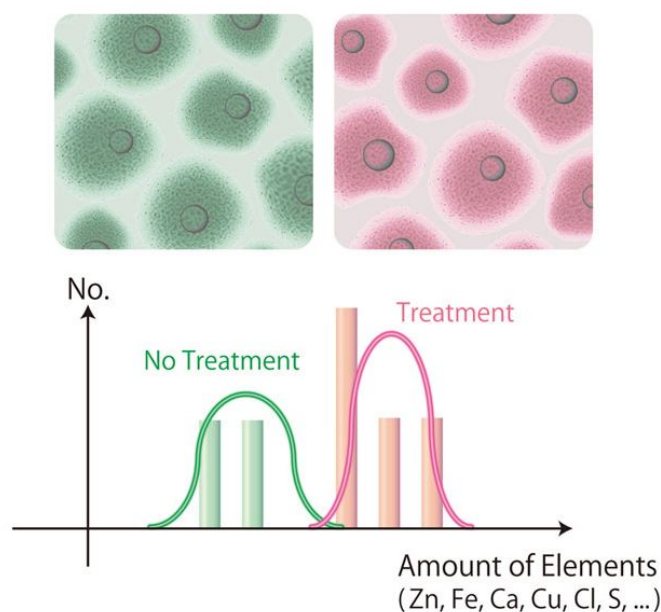 No.
Treatment
No Treatment
Amount of Elements
(Zn, Fe, Ca, Cu, Cl, S, ...)